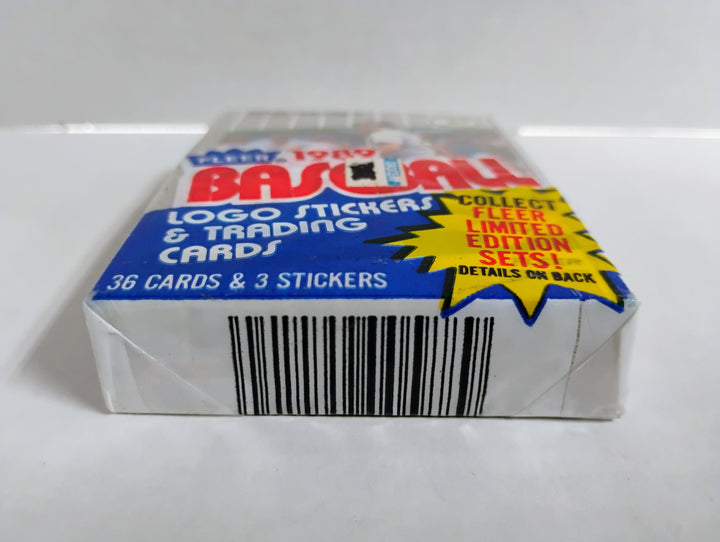 FLEER® 1989
BASEBALL
LOGO STICKERS
& TRADING
CARDS
36 CARDS & 3 STICKERS
COLLECT
FLEER
LIMITED
EDITION
SETS!
DETAILS ON BACK